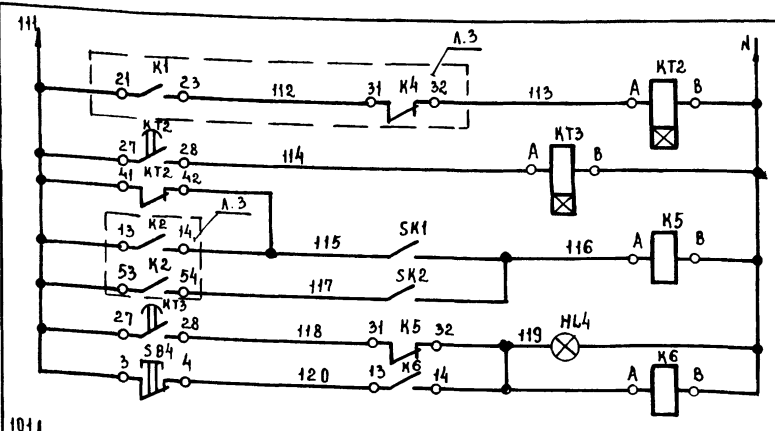 111 Л.3 N
K1 K4 KT2
21 23 112 31 32 113 A B
KT2 KT3
27 28 114 A B
KT2
41 42
Л.3
K2 SK1 K5
13 14 115 116 A B
K2 SK2
53 54 117
KT3
27 28 118 31 K5 32 119 HL4
SB4 K6 K6
3 4 120 13 14 A B
101